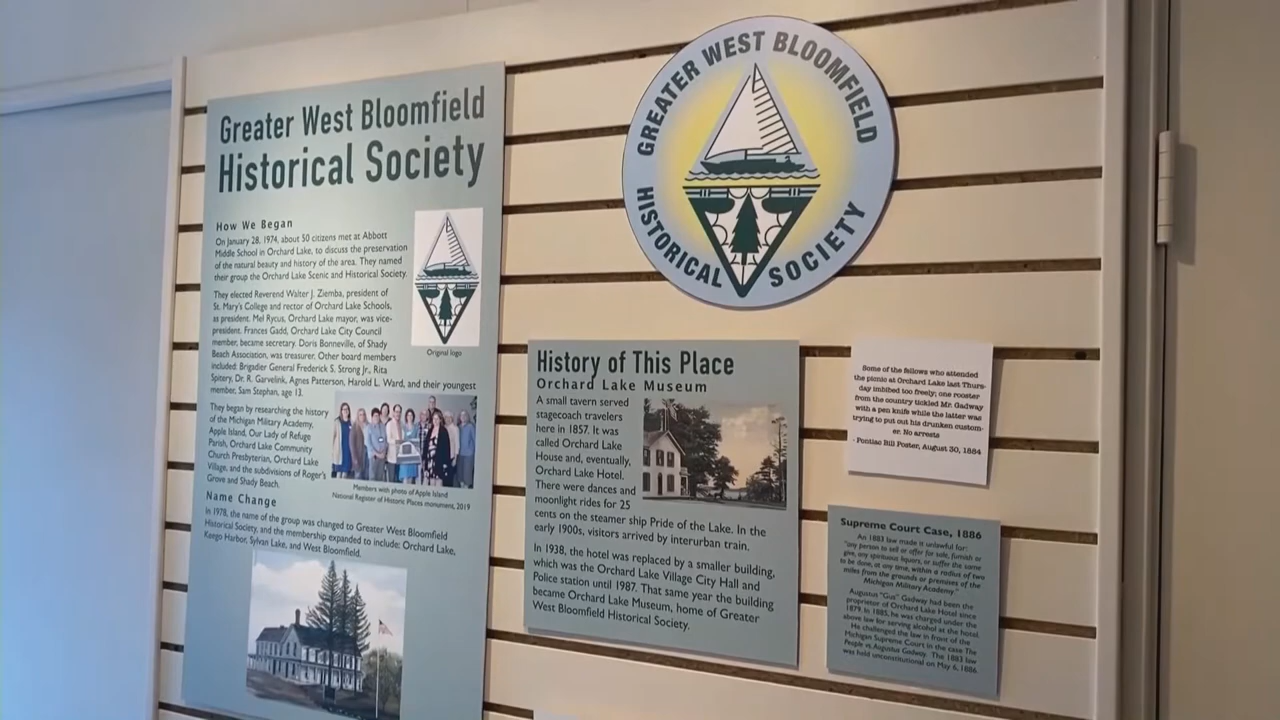 Greater West Bloomfield
Historical Society
How We Began
On January 28, 1974, about 50 citizens met at Abbott
Middle School in Orchard Lake, to discuss the preservation
of the natural beauty and history of the area. They named
their group the Orchard Lake Scenic and Historical Society.
They elected Reverend Walter J. Ziemba, president of
St. Mary's College and rector of Orchard Lake Schools,
as president. Mel Rycus, Orchard Lake mayor, was vice-
president. Frances Gadd, Orchard Lake City Council
member, became secretary. Doris Bonneville, of Shady
Beach Association, was treasurer. Other board members
included: Brigadier General Frederick S. Strong Jr., Rita
Spitery, Dr. R. Garvelink, Agnes Patterson, Harold L. Ward, and their youngest
member, Sam Stephan, age 13.
Original logo
They began by researching the history
of the Michigan Military Academy,
Apple Island, Our Lady of Refuge
Parish, Orchard Lake Community
Church Presbyterian, Orchard Lake
Village, and the subdivisions of Roger's
Grove and Shady Beach.
Members with photo of Apple Island
National Register of Historic Places monument, 2019
Name Change
In 1978, the name of the group was changed to Greater West Bloomfield
Historical Society, and the membership expanded to include: Orchard Lake,
Keego Harbor, Sylvan Lake, and West Bloomfield.
GREATER WEST BLOOMFIELD
HISTORICAL SOCIETY
History of This Place
Orchard Lake Museum
A small tavern served
stagecoach travelers
here in 1857. It was
called Orchard Lake
House and, eventually,
Orchard Lake Hotel.
There were dances and
moonlight rides for 25
cents on the steamer ship Pride of the Lake. In the
early 1900s, visitors arrived by interurban train.
In 1938, the hotel was replaced by a smaller building,
which was the Orchard Lake Village City Hall and
Police station until 1987. That same year the building
became Orchard Lake Museum, home of Greater
West Bloomfield Historical Society.
Some of the fellows who attended
the picnic at Orchard Lake last Thurs-
day imbibed too freely; one rooster
from the country tickled Mr. Gadway
with a pen knife while the latter was
trying to put out his drunken custom-
er. No arrests
- Pontiac Bill Poster, August 30, 1884
Supreme Court Case, 1886
An 1883 law made it unlawful for:
"any person to sell or offer for sale, furnish or
give, any spirituous liquors, or suffer the same
to be done, at any time, within a radius of two
miles from the grounds or premises of the
Michigan Military Academy."
Augustus "Gus" Gadway had been the
proprietor of Orchard Lake Hotel since
1879. In 1885, he was charged under the
above law for serving alcohol at the hotel.
He challenged the law in front of the
Michigan Supreme Court in the case The
People vs. Augustus Gadway. The 1883 law
was held unconstitutional on May 6, 1886.